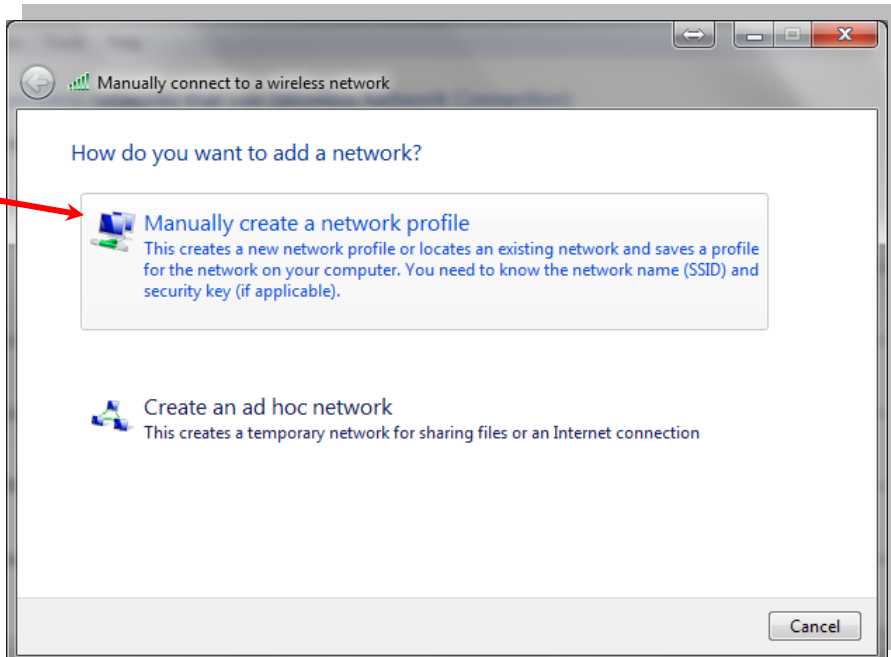 Tools Help
Manually connect to a wireless network
How do you want to add a network?
Manually create a network profile
This creates a new network profile or locates an existing network and saves a profile
for the network on your computer. You need to know the network name (SSID) and
security key (if applicable).
Create an ad hoc network
This creates a temporary network for sharing files or an Internet connection
Cancel